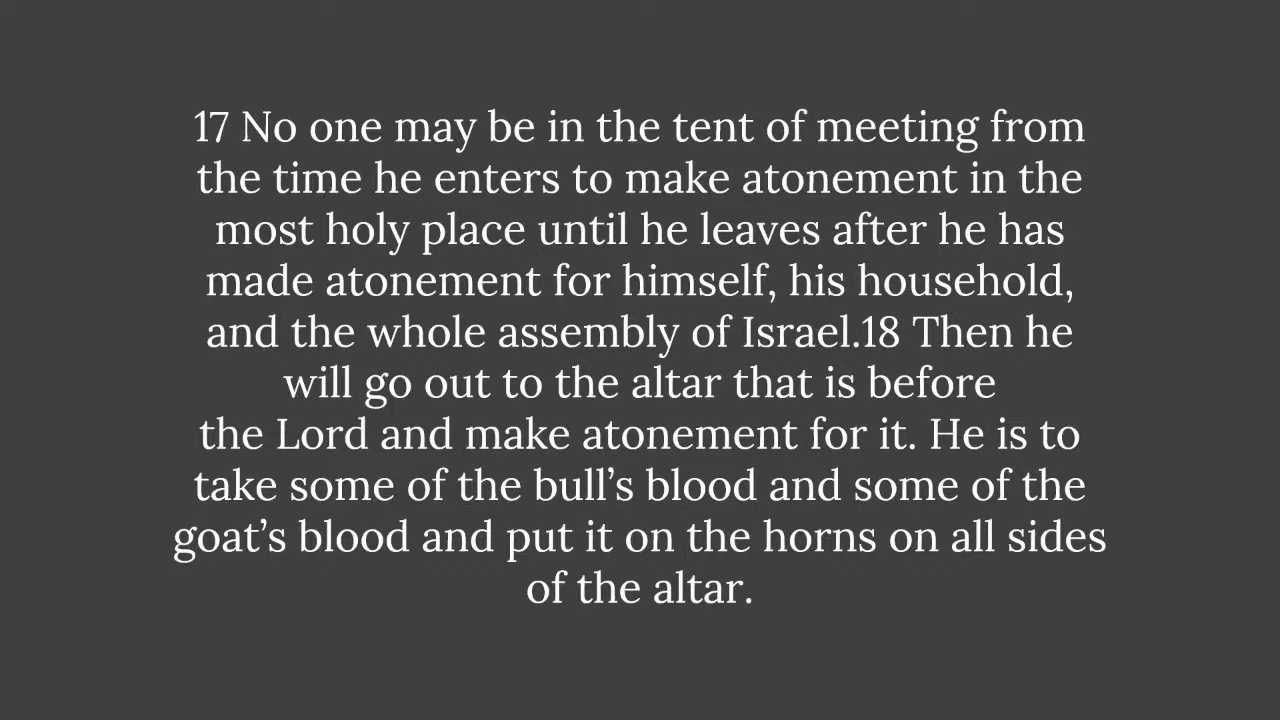 17 No one may be in the tent of meeting from
the time he enters to make atonement in the
most holy place until he leaves after he has
made atonement for himself, his household,
and the whole assembly of Israel.18 Then he
will go out to the altar that is before
the Lord and make atonement for it. He is to
take some of the bull’s blood and some of the
goat’s blood and put it on the horns on all sides
of the altar.